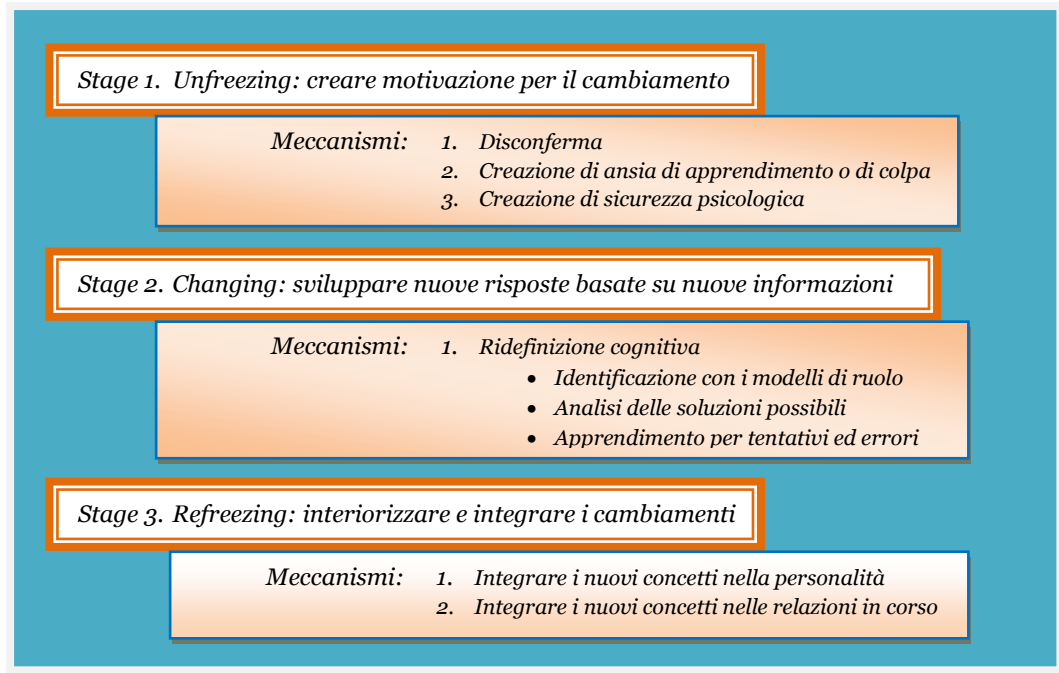 Stage 1. Unfreezing: creare motivazione per il cambiamento
Meccanismi: 1. Disconferma
2. Creazione di ansia di apprendimento o di colpa
3. Creazione di sicurezza psicologica
Stage 2. Changing: sviluppare nuove risposte basate su nuove informazioni
Meccanismi: 1. Ridefinizione cognitiva
• Identificazione con i modelli di ruolo
• Analisi delle soluzioni possibili
• Apprendimento per tentativi ed errori
Stage 3. Refreezing: interiorizzare e integrare i cambiamenti
Meccanismi: 1. Integrare i nuovi concetti nella personalità
2. Integrare i nuovi concetti nelle relazioni in corso